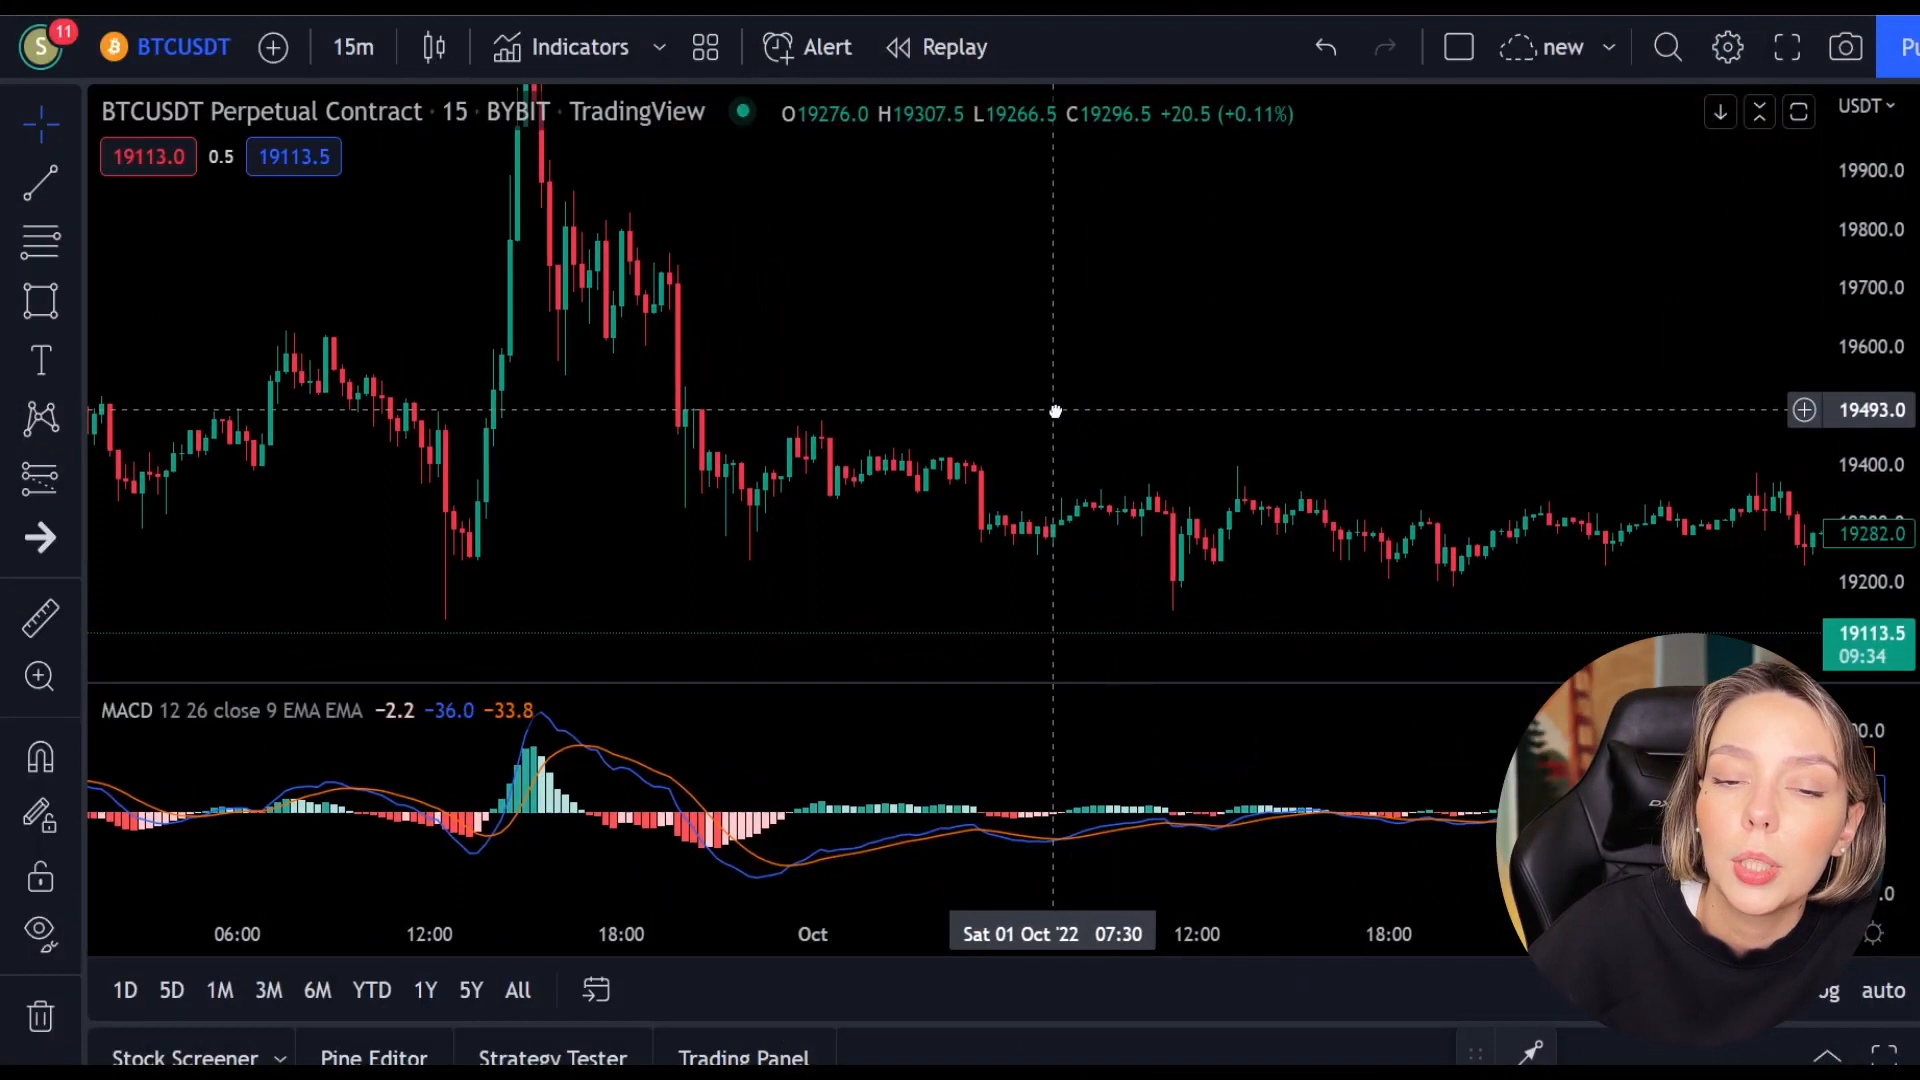 S 11 BTCUSDT 15m Indicators Alert Replay new Pu
BTCUSDT Perpetual Contract · 15 · BYBIT · TradingView O19276.0 H19307.5 L19266.5 C19296.5 +20.5 (+0.11%) USDT
19113.0 0.5 19113.5
19900.0
19800.0
19700.0
19600.0
19493.0
19400.0
19282.0
19200.0
19113.5
09:34
MACD 12 26 close 9 EMA EMA −2.2 −36.0 −33.8
06:00 12:00 18:00 Oct Sat 01 Oct '22 07:30 12:00 18:00
1D 5D 1M 3M 6M YTD 1Y 5Y All auto
Stock Screener Pine Editor Strategy Tester Trading Panel